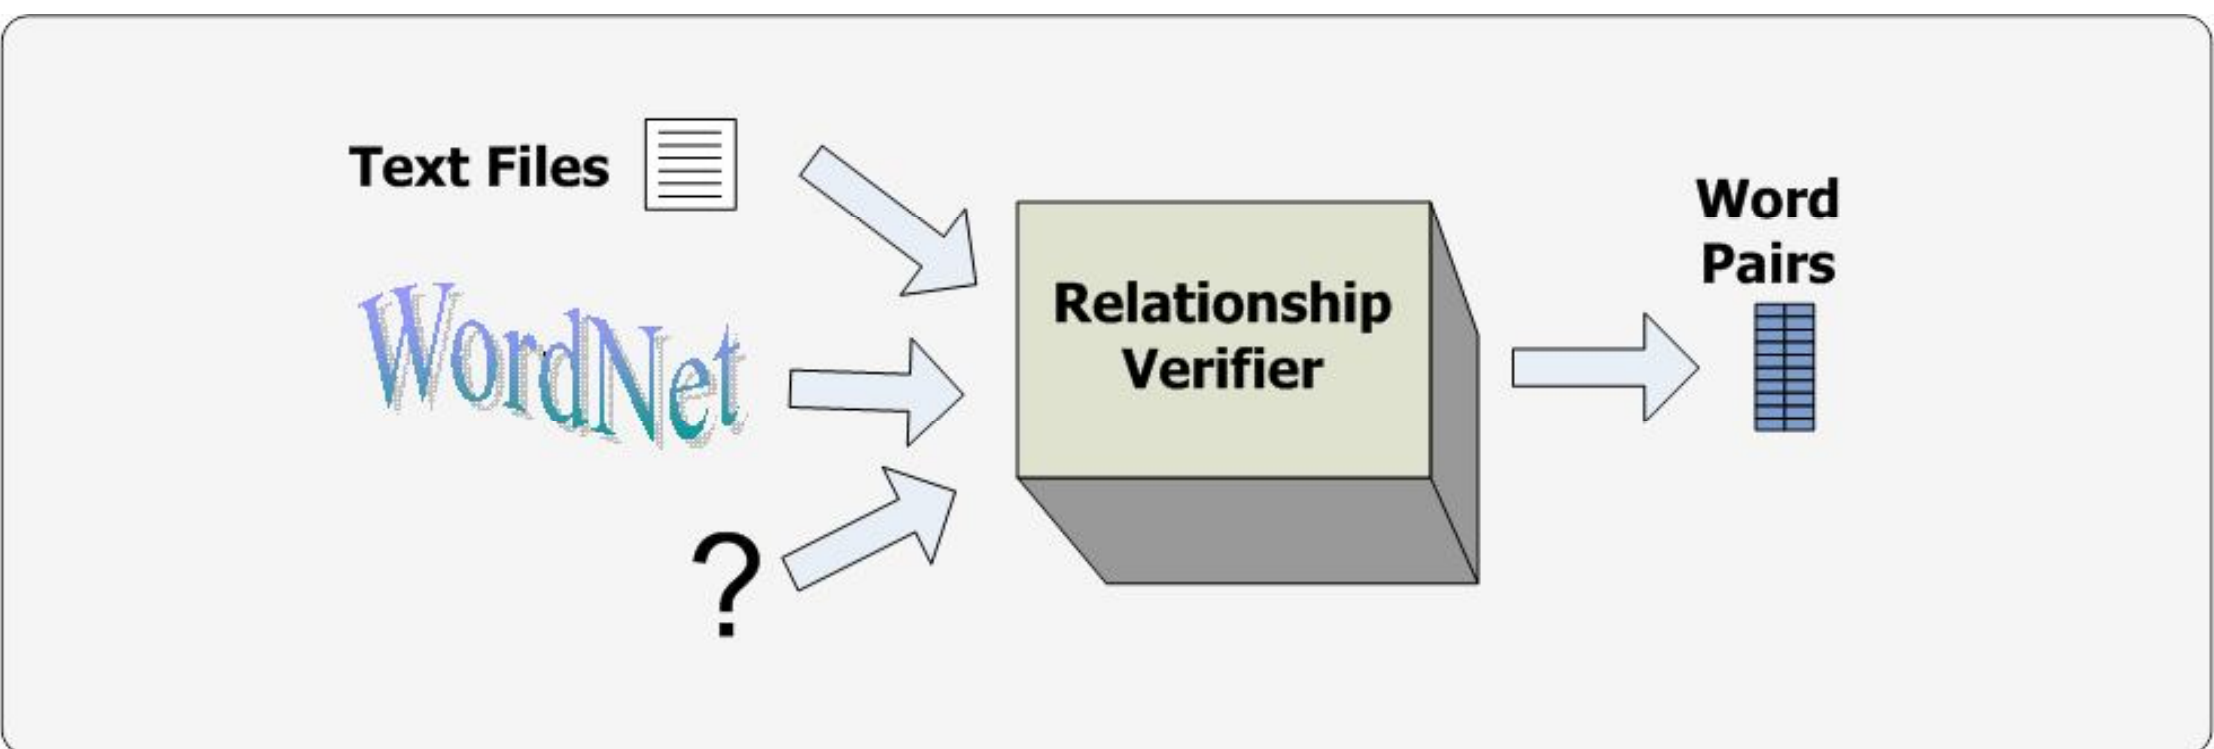 Text Files
WordNet
?
Relationship
Verifier
Word
Pairs